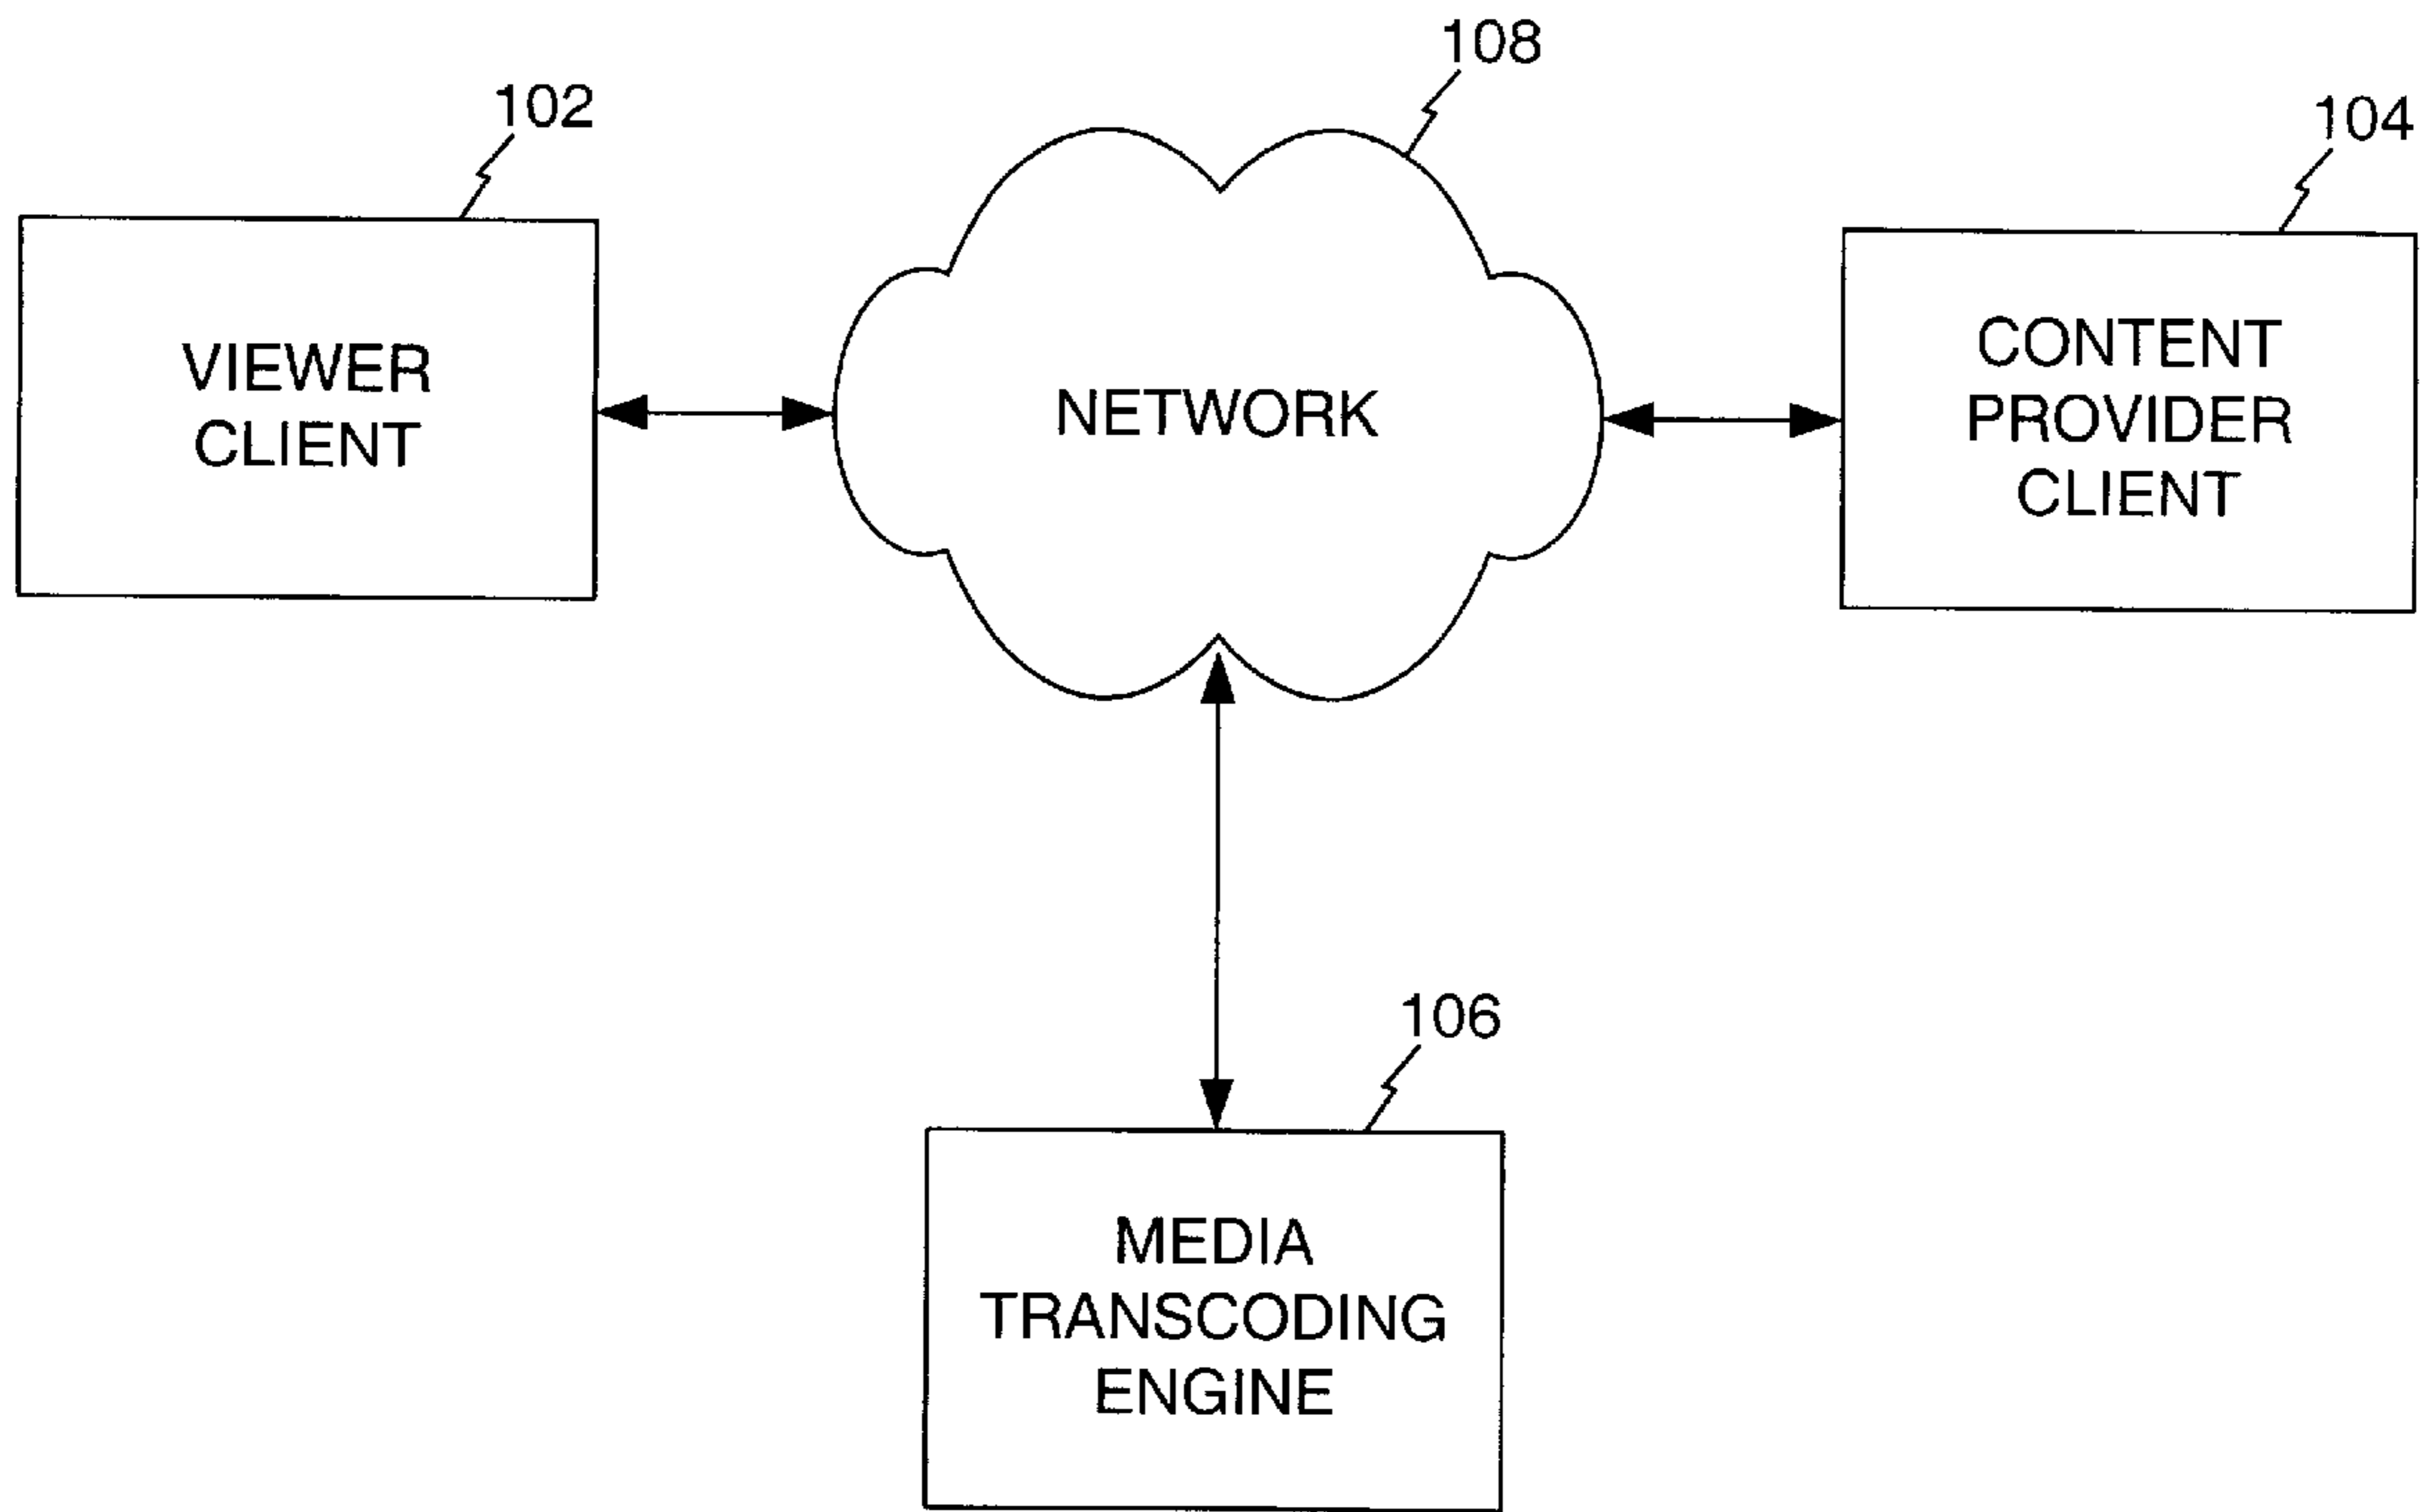 108
102
104
VIEWER
CLIENT
NETWORK
CONTENT
PROVIDER
CLIENT
106
MEDIA
TRANSCODING
ENGINE